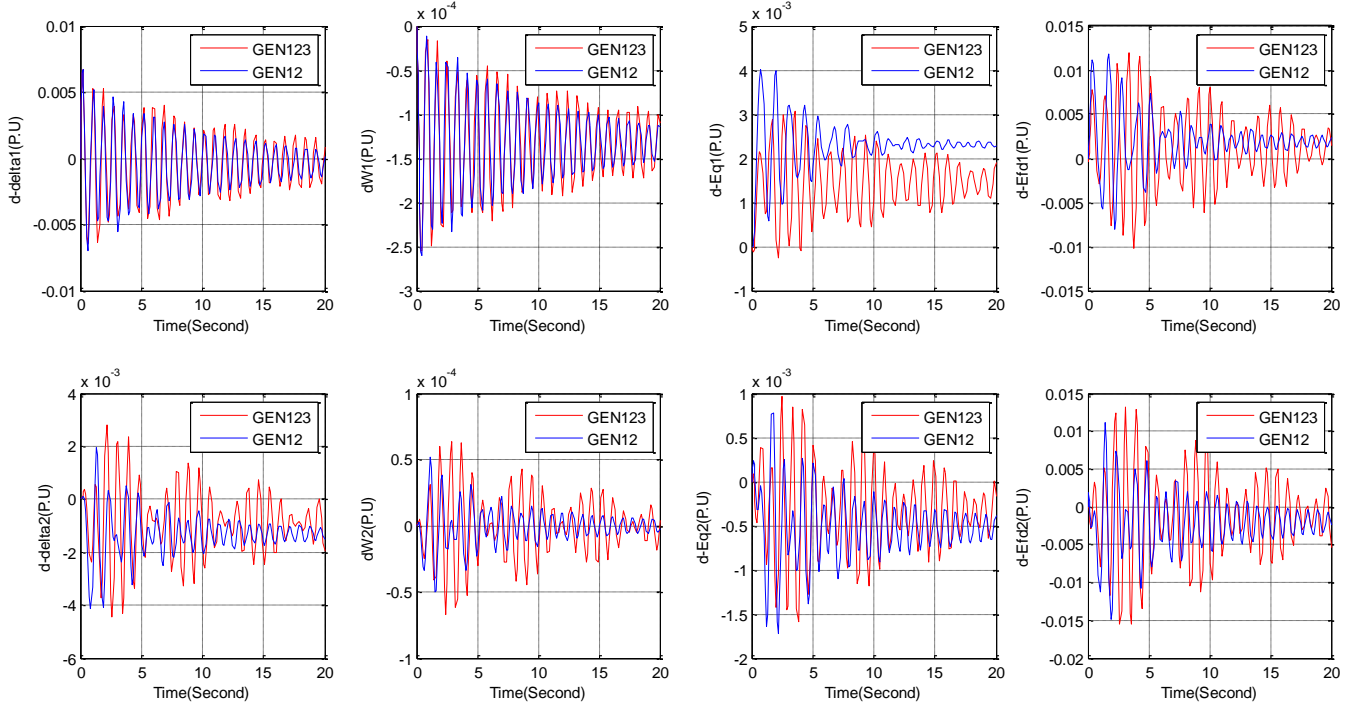 0.01
0.005
0
-0.005
-0.01
d-delta1(P.U)
0 5 10 15 20
Time(Second)
GEN123
GEN12
x 10^-4
0
-0.5
-1
-1.5
-2
-2.5
-3
dW1(P.U)
0 5 10 15 20
Time(Second)
GEN123
GEN12
x 10^-3
5
4
3
2
1
0
-1
d-Eq1(P.U)
0 5 10 15 20
Time(Second)
GEN123
GEN12
0.015
0.01
0.005
0
-0.005
-0.01
0.015
d-Efd1(P.U)
0 5 10 15 20
Time(Second)
GEN123
GEN12
x 10^-3
4
2
0
-2
-4
-6
d-delta2(P.U)
0 5 10 15 20
Time(Second)
GEN123
GEN12
x 10^-4
1
0.5
0
-0.5
-1
dW2(P.U)
0 5 10 15 20
Time(Second)
GEN123
GEN12
x 10^-3
1
0.5
0
-0.5
-1
-1.5
-2
d-Eq2(P.U)
0 5 10 15 20
Time(Second)
GEN123
GEN12
0.015
0.01
0.005
0
-0.005
-0.01
0.015
-0.02
d-Efd2(P.U)
0 5 10 15 20
Time(Second)
GEN123
GEN12